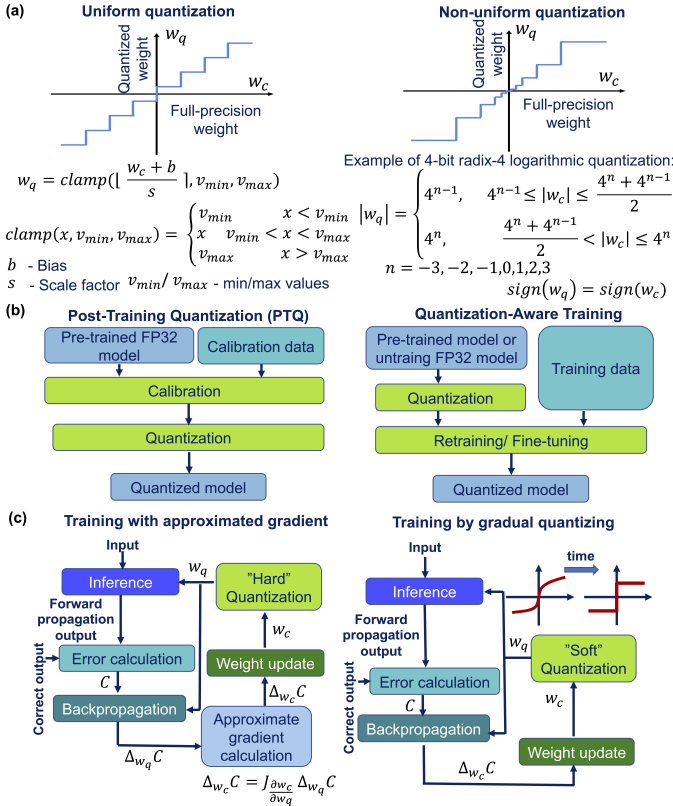 (a)
Uniform quantization
Quantized
weight
w_q
w_c
Full-precision
weight
w_q = clamp(⌊ (w_c + b) / s ⌉, v_min, v_max)
clamp(x, v_min, v_max) = { v_min x < v_min
x v_min < x < v_max
v_max x > v_max
b - Bias
s - Scale factor v_min/ v_max - min/max values
Non-uniform quantization
Quantized
weight
w_q
w_c
Full-precision
weight
Example of 4-bit radix-4 logarithmic quantization:
|w_q| = { 4^{n−1}, 4^{n−1} ≤ |w_c| ≤ (4^n + 4^{n−1}) / 2
4^n, (4^n + 4^{n−1}) / 2 < |w_c| ≤ 4^n
n = −3, −2, −1,0,1,2,3
sign(w_q) = sign(w_c)
(b)
Post-Training Quantization (PTQ)
Pre-trained FP32
model
Calibration data
Calibration
Quantization
Quantized model
Quantization-Aware Training
Pre-trained model or
untraing FP32 model
Training data
Quantization
Retraining/ Fine-tuning
Quantized model
(c)
Training with approximated gradient
Input
Inference
w_q
"Hard"
Quantization
Forward
propagation
output
w_c
Correct output
Error calculation
Weight update
C
Δ_{w_c}C
Backpropagation
Approximate
gradient
calculation
Δ_{w_q}C
Δ_{w_c}C = J_{∂w_c/∂w_q} Δ_{w_q}C
Training by gradual quantizing
Input
time
Inference
Forward
propagation
output
w_q
"Soft"
Quantization
Correct output
Error calculation
C
w_c
Backpropagation
Weight update
Δ_{w_c}C